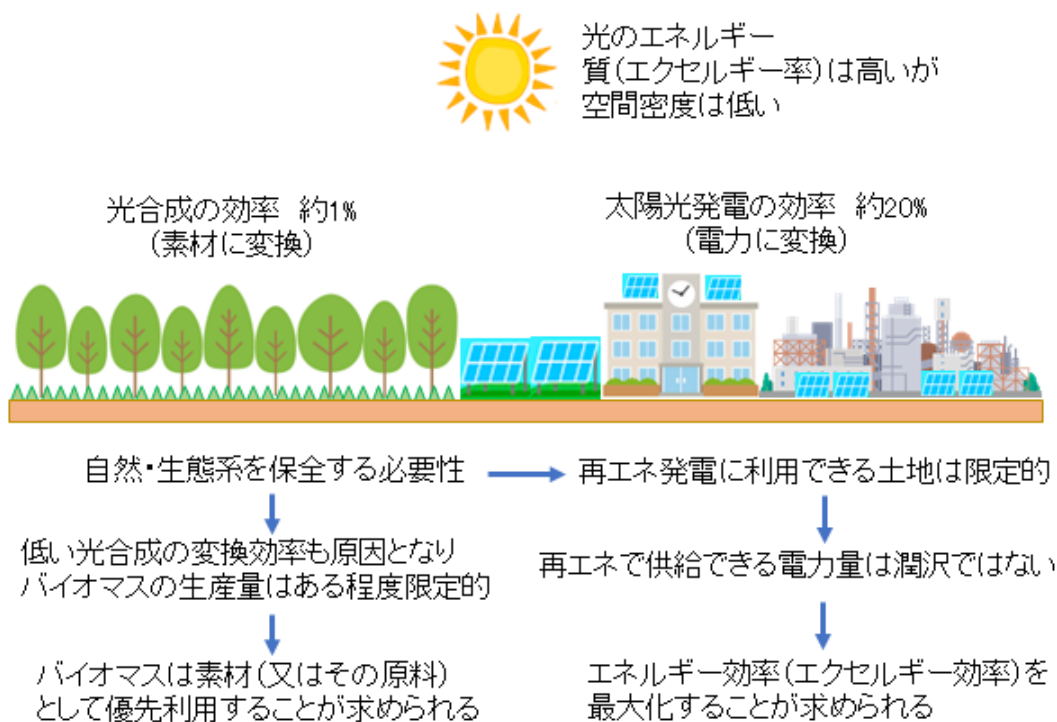 光のエネルギー
質(エクセルギー率)は高いが
空間密度は低い
光合成の効率 約1%
(素材に変換)
太陽光発電の効率 約20%
(電力に変換)
自然・生態系を保全する必要性
再エネ発電に利用できる土地は限定的
低い光合成の変換効率も原因となり
バイオマスの生産量はある程度限定的
再エネで供給できる電力量は潤沢ではない
バイオマスは素材(又はその原料)
として優先利用することが求められる
エネルギー効率(エクセルギー効率)を
最大化することが求められる